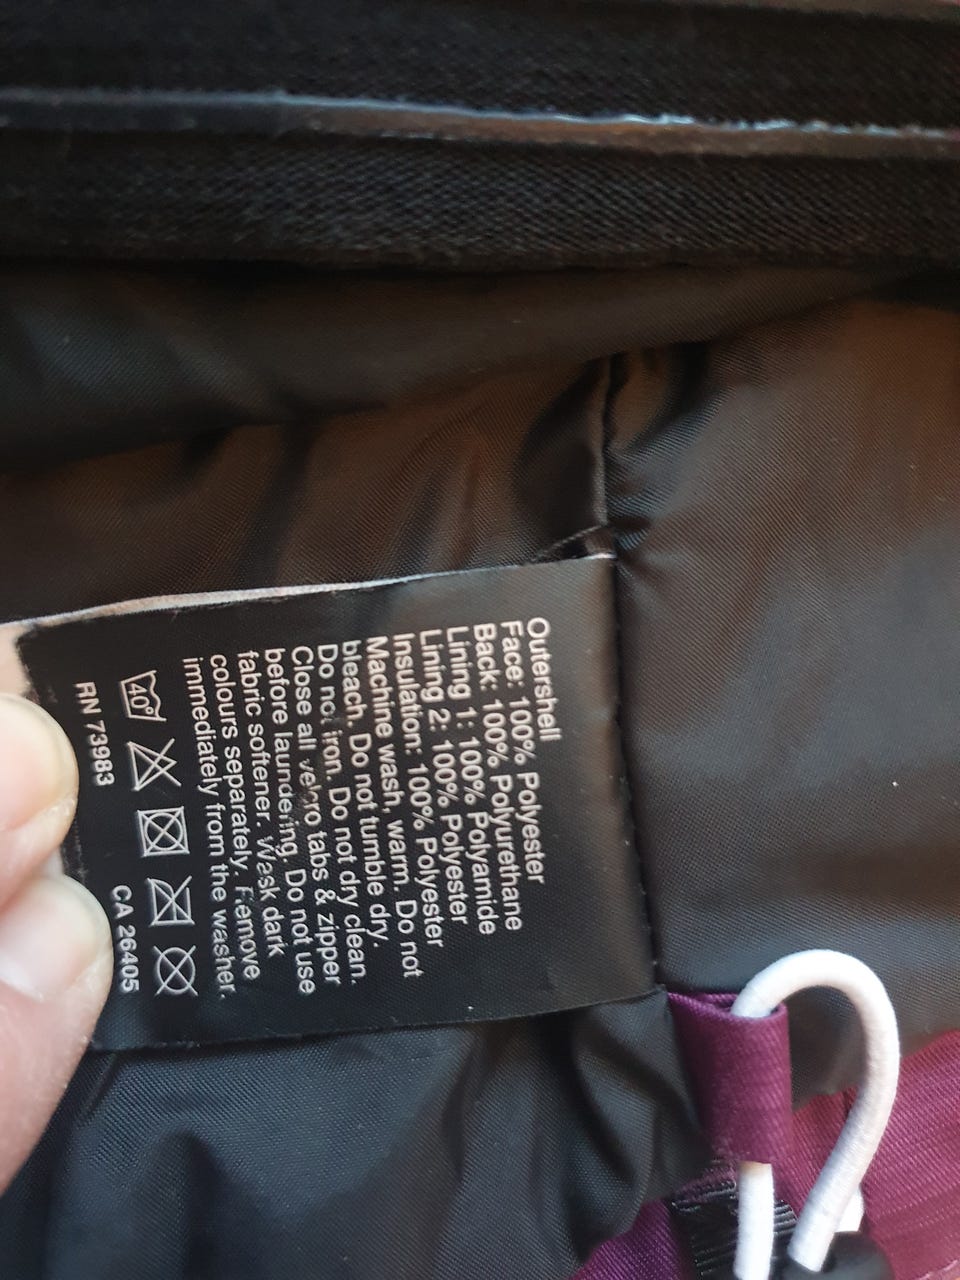 Outershell
Face: 100% Polyester
Back: 100% Polyurethane
Lining 1: 100% Polyamide
Lining 2: 100% Polyester
Insulation: 100% Polyester
Machine wash, warm. Do not
bleach. Do not tumble dry.
Do not iron. Do not dry clean.
Close all velcro tabs & zipper
before laundering. Do not use
fabric softener. Wask dark
colours separately. Remove
immediately from the washer.
40°
RN 73983 CA 26405